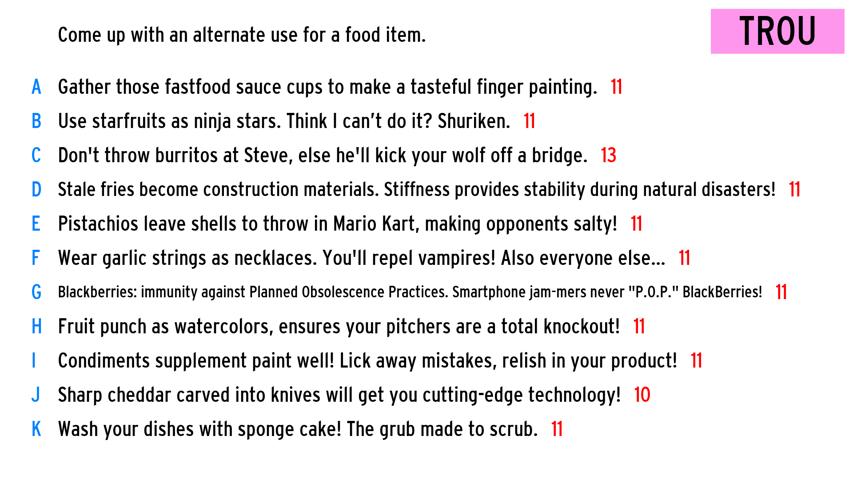 Come up with an alternate use for a food item.
TROU
A Gather those fastfood sauce cups to make a tasteful finger painting. 11
B Use starfruits as ninja stars. Think I can't do it? Shuriken. 11
C Don't throw burritos at Steve, else he'll kick your wolf off a bridge. 13
D Stale fries become construction materials. Stiffness provides stability during natural disasters! 11
E Pistachios leave shells to throw in Mario Kart, making opponents salty! 11
F Wear garlic strings as necklaces. You'll repel vampires! Also everyone else... 11
G Blackberries: immunity against Planned Obsolescence Practices. Smartphone jam-mers never "P.O.P." BlackBerries! 11
H Fruit punch as watercolors, ensures your pitchers are a total knockout! 11
I Condiments supplement paint well! Lick away mistakes, relish in your product! 11
J Sharp cheddar carved into knives will get you cutting-edge technology! 10
K Wash your dishes with sponge cake! The grub made to scrub. 11